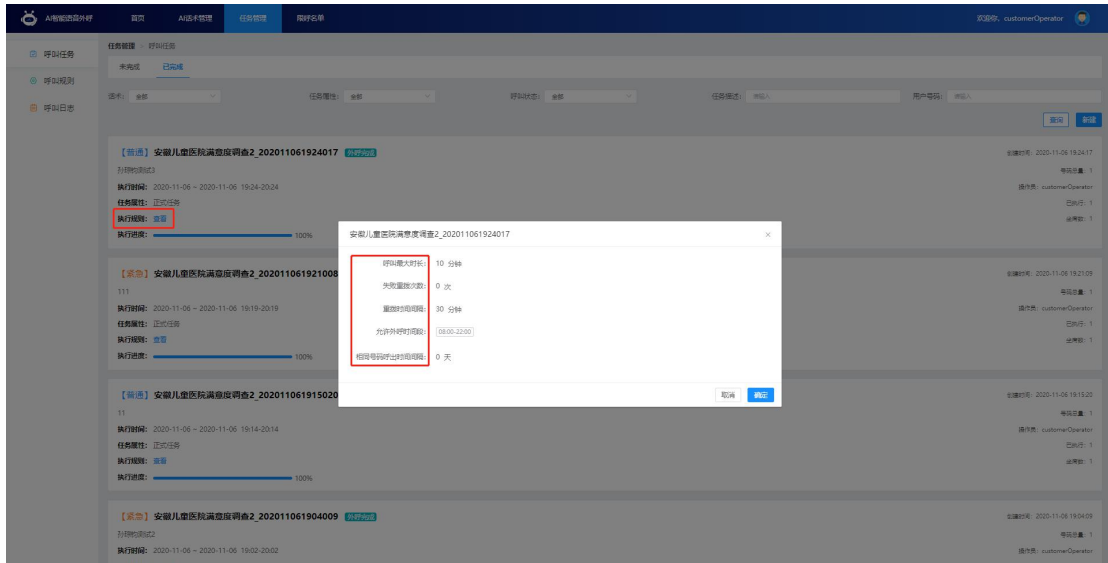 AI智能语音外呼 首页 AI话术管理 任务管理 限呼名单 欢迎你, customerOperator
呼叫任务
呼叫规则
呼叫日志
任务管理 / 呼叫任务
未完成 已完成
话术: 全部 任务属性: 全部 呼叫状态: 全部 任务描述: 请输入 用户号码: 请输入
查询 新建
【普通】安徽儿童医院满意度调查2_202011061924017 外呼完成 创建时间: 2020-11-06 19:24:17
孙琼钧测试3 号码总量: 1
执行时间: 2020-11-06 ~ 2020-11-06 19:24-20:24 操作员: customerOperator
任务属性: 正式任务 已执行: 1
执行规则: 查看
执行进度: 100%
安徽儿童医院满意度调查2_202011061924017 ×
呼叫最大时长: 10 分钟
失败重拨次数: 0 次
重拨时间间隔: 30 分钟
允许外呼时间段: 08:00-22:00
相同号码呼出时间间隔: 0 天
取消 确定
【紧急】安徽儿童医院满意度调查2_202011061921008 创建时间: 2020-11-06 19:21:09
111 号码总量: 1
执行时间: 2020-11-06 ~ 2020-11-06 19:19-20:19 操作员: customerOperator
任务属性: 正式任务 已执行: 1
执行规则: 查看
执行进度: 100%
【普通】安徽儿童医院满意度调查2_202011061915020 创建时间: 2020-11-06 19:15:20
11 号码总量: 1
执行时间: 2020-11-06 ~ 2020-11-06 19:14-20:14 操作员: customerOperator
任务属性: 正式任务 已执行: 1
执行规则: 查看
执行进度: 100%
【紧急】安徽儿童医院满意度调查2_202011061904009 外呼完成 创建时间: 2020-11-06 19:04:09
号码总量: 1
执行时间: 2020-11-06 ~ 2020-11-06 19:02-20:02 操作员: customerOperator